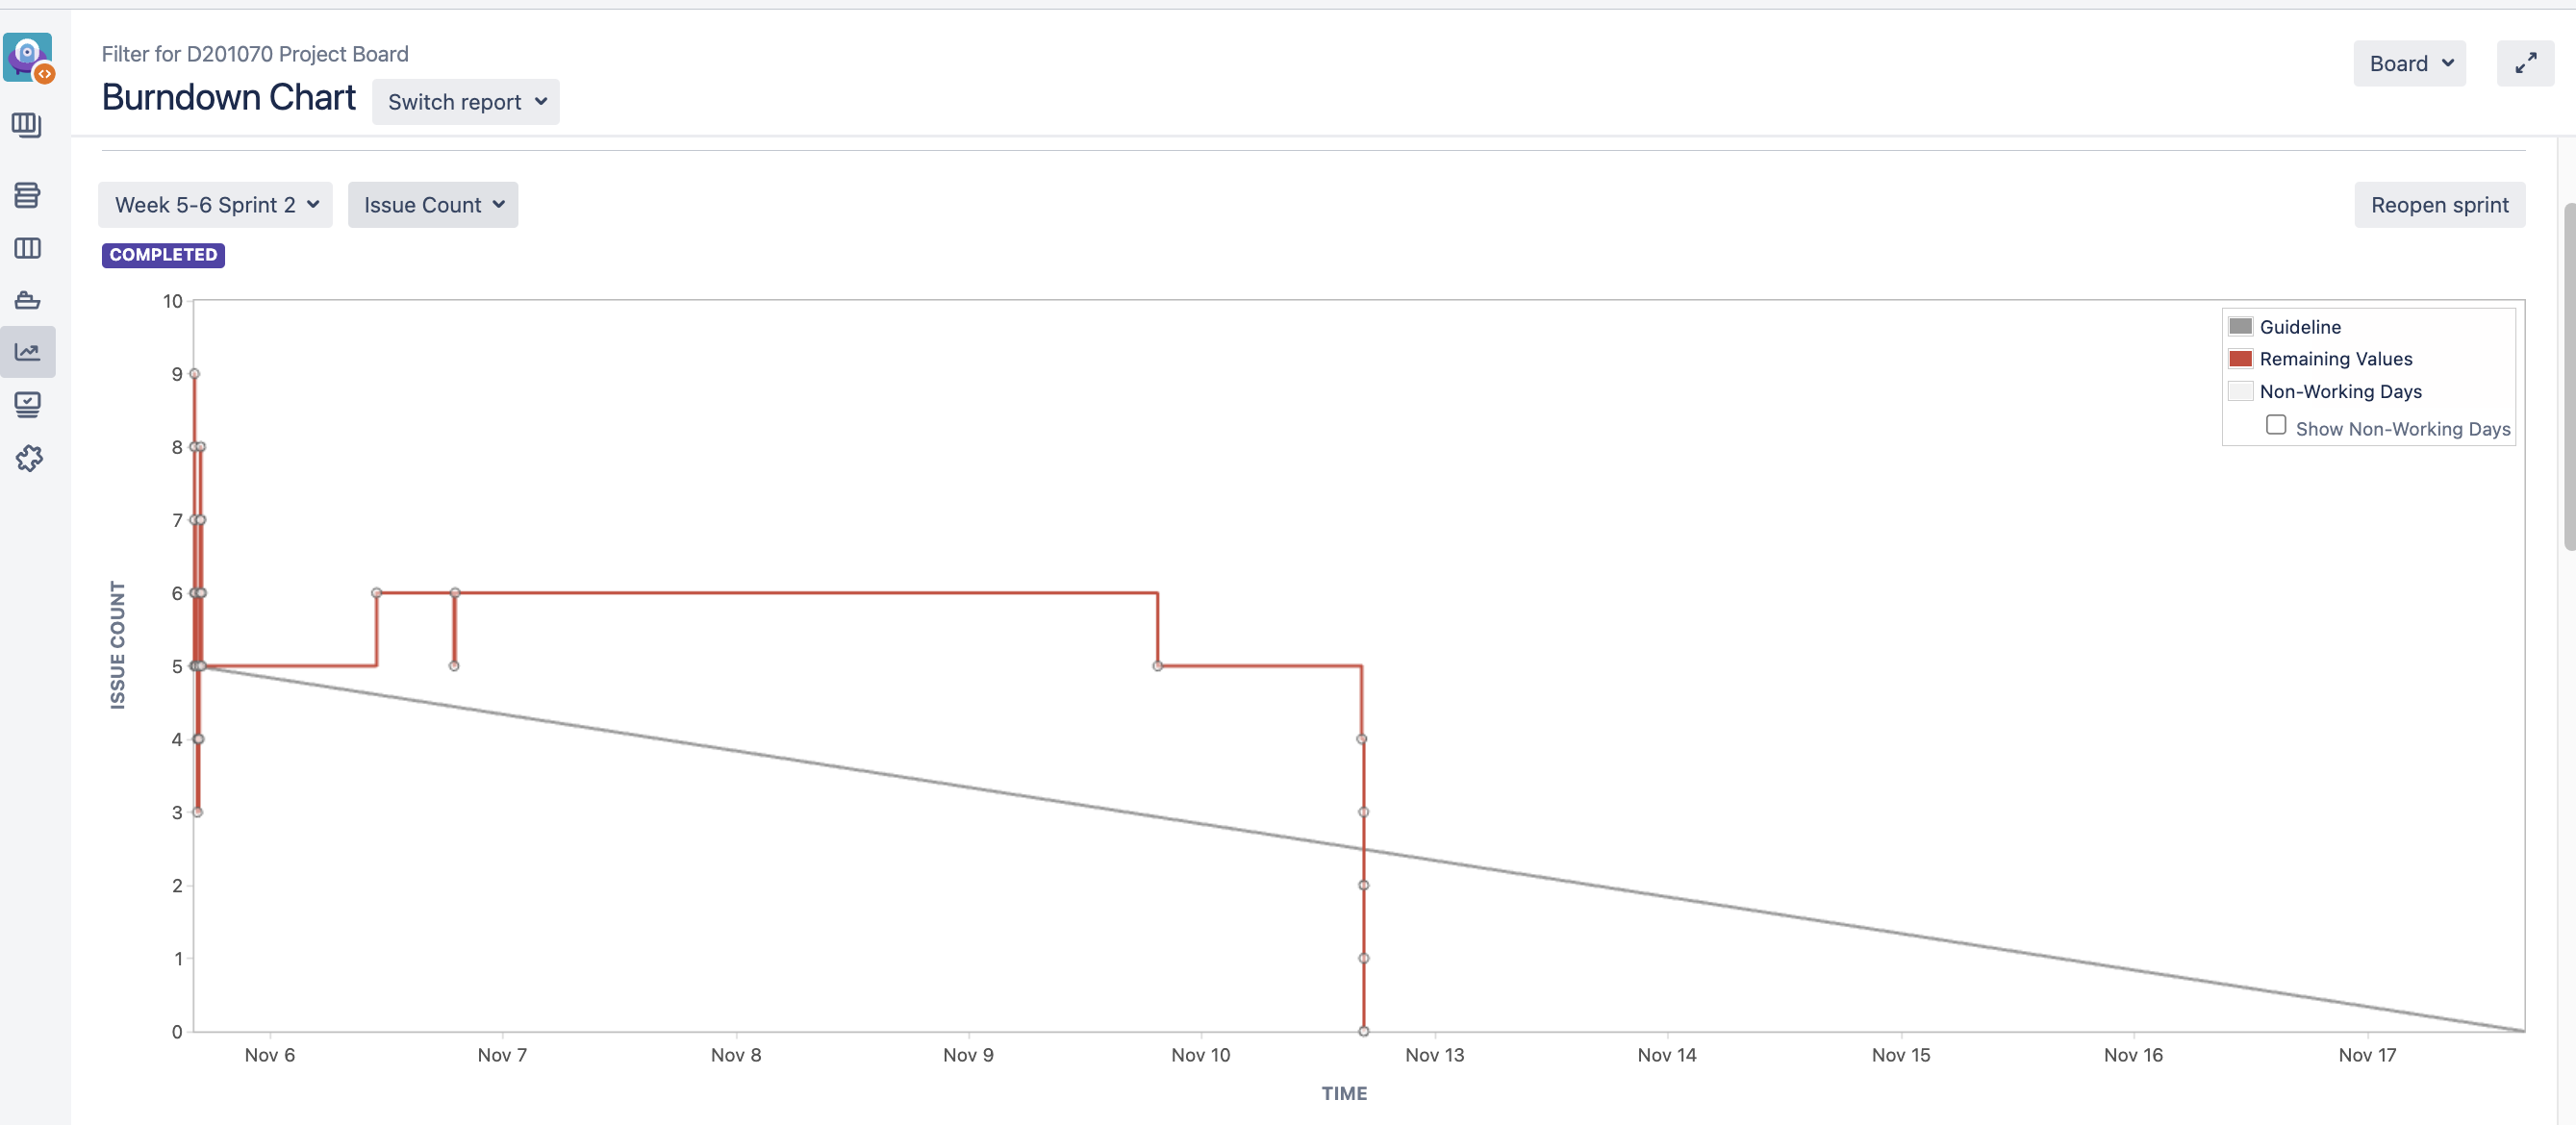 Filter for D201070 Project Board
Burndown Chart
Switch report
Board
Week 5-6 Sprint 2
Issue Count
Reopen sprint
COMPLETED
Guideline
Remaining Values
Non-Working Days
Show Non-Working Days
ISSUE COUNT
10
9
8
7
6
5
4
3
2
1
0
Nov 6
Nov 7
Nov 8
Nov 9
Nov 10
Nov 13
Nov 14
Nov 15
Nov 16
Nov 17
TIME